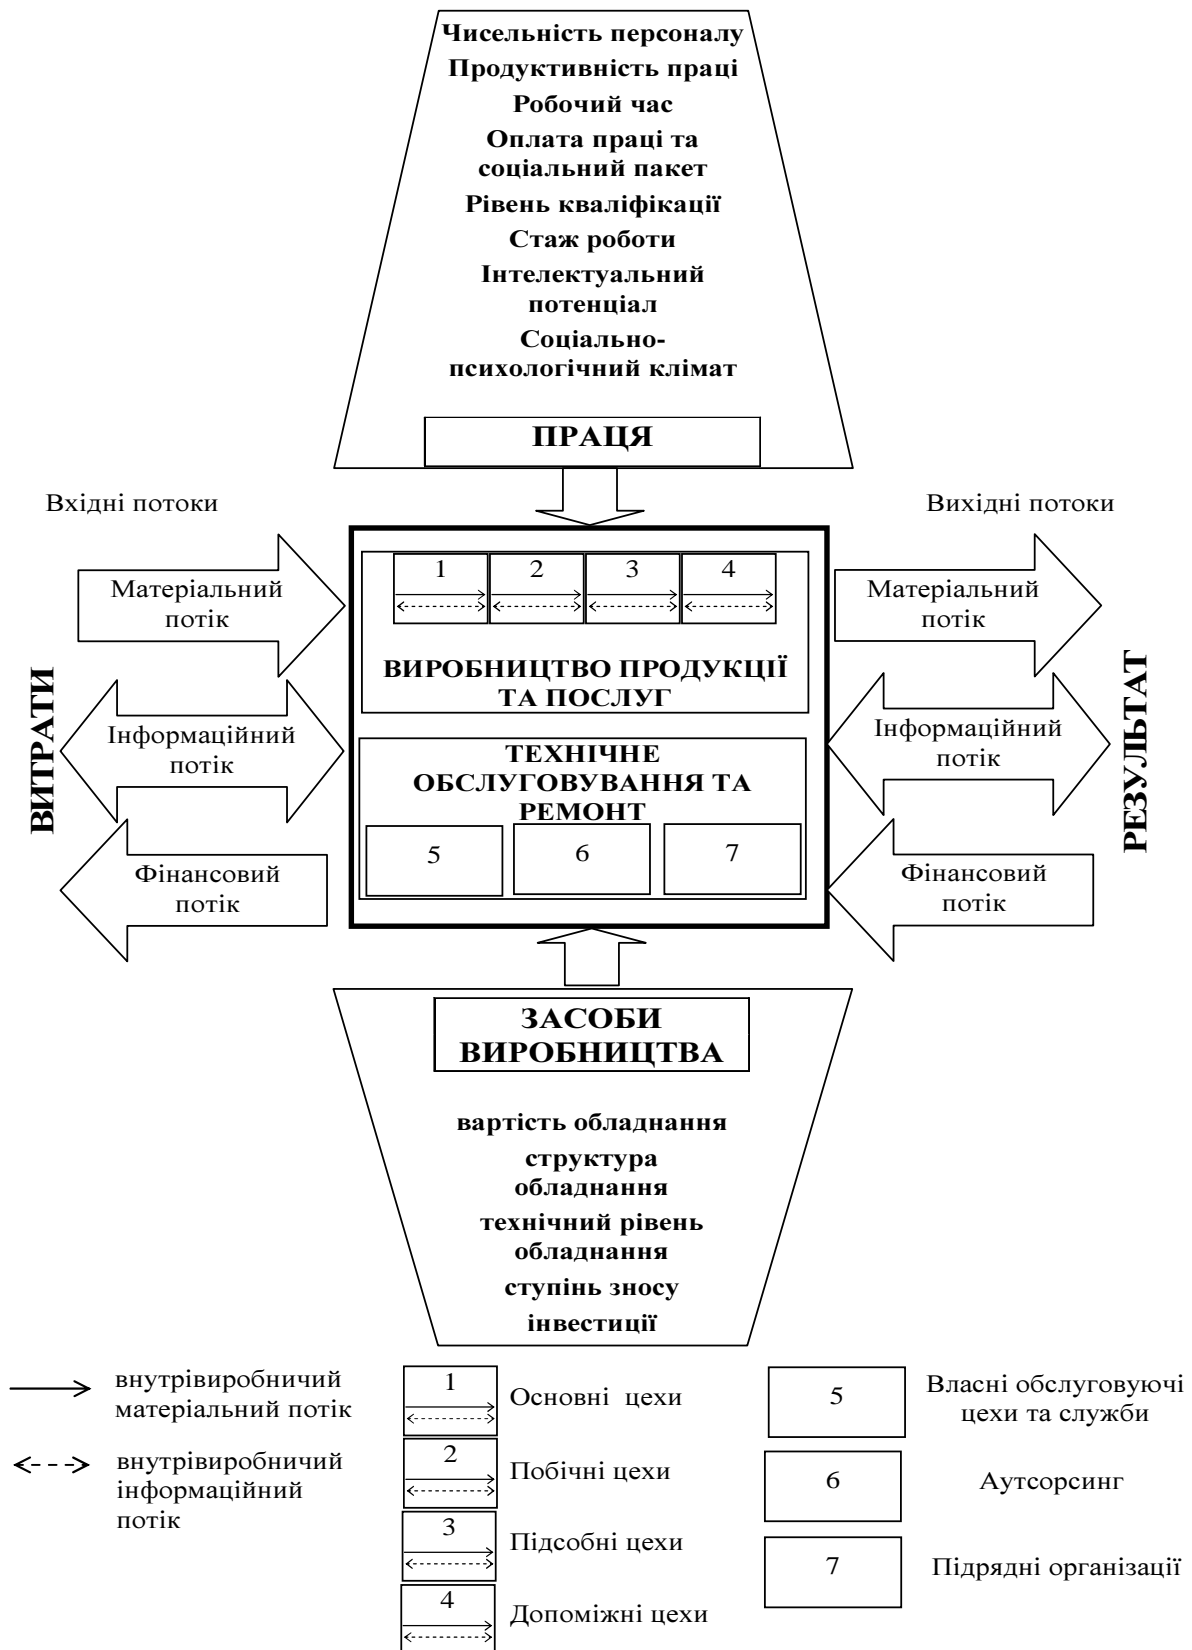 Чисельність персоналу
Продуктивність праці
Робочий час
Оплата праці та
соціальний пакет
Рівень кваліфікації
Стаж роботи
Інтелектуальний
потенціал
Соціально-
психологічний клімат
ПРАЦЯ
Вхідні потоки
Вихідні потоки
Матеріальний
потік
Інформаційний
потік
Фінансовий
потік
ВИТРАТИ
1 2 3 4
ВИРОБНИЦТВО ПРОДУКЦІЇ
ТА ПОСЛУГ
ТЕХНІЧНЕ
ОБСЛУГОВУВАННЯ ТА
РЕМОНТ
5 6 7
Матеріальний
потік
Інформаційний
потік
Фінансовий
потік
РЕЗУЛЬТАТ
ЗАСОБИ
ВИРОБНИЦТВА
вартість обладнання
структура
обладнання
технічний рівень
обладнання
ступінь зносу
інвестиції
внутрівиробничий
матеріальний потік
внутрівиробничий
інформаційний
потік
1 Основні цехи
2 Побічні цехи
3 Підсобні цехи
4 Допоміжні цехи
5 Власні обслуговуючі
цехи та служби
6 Аутсорсинг
7 Підрядні організації